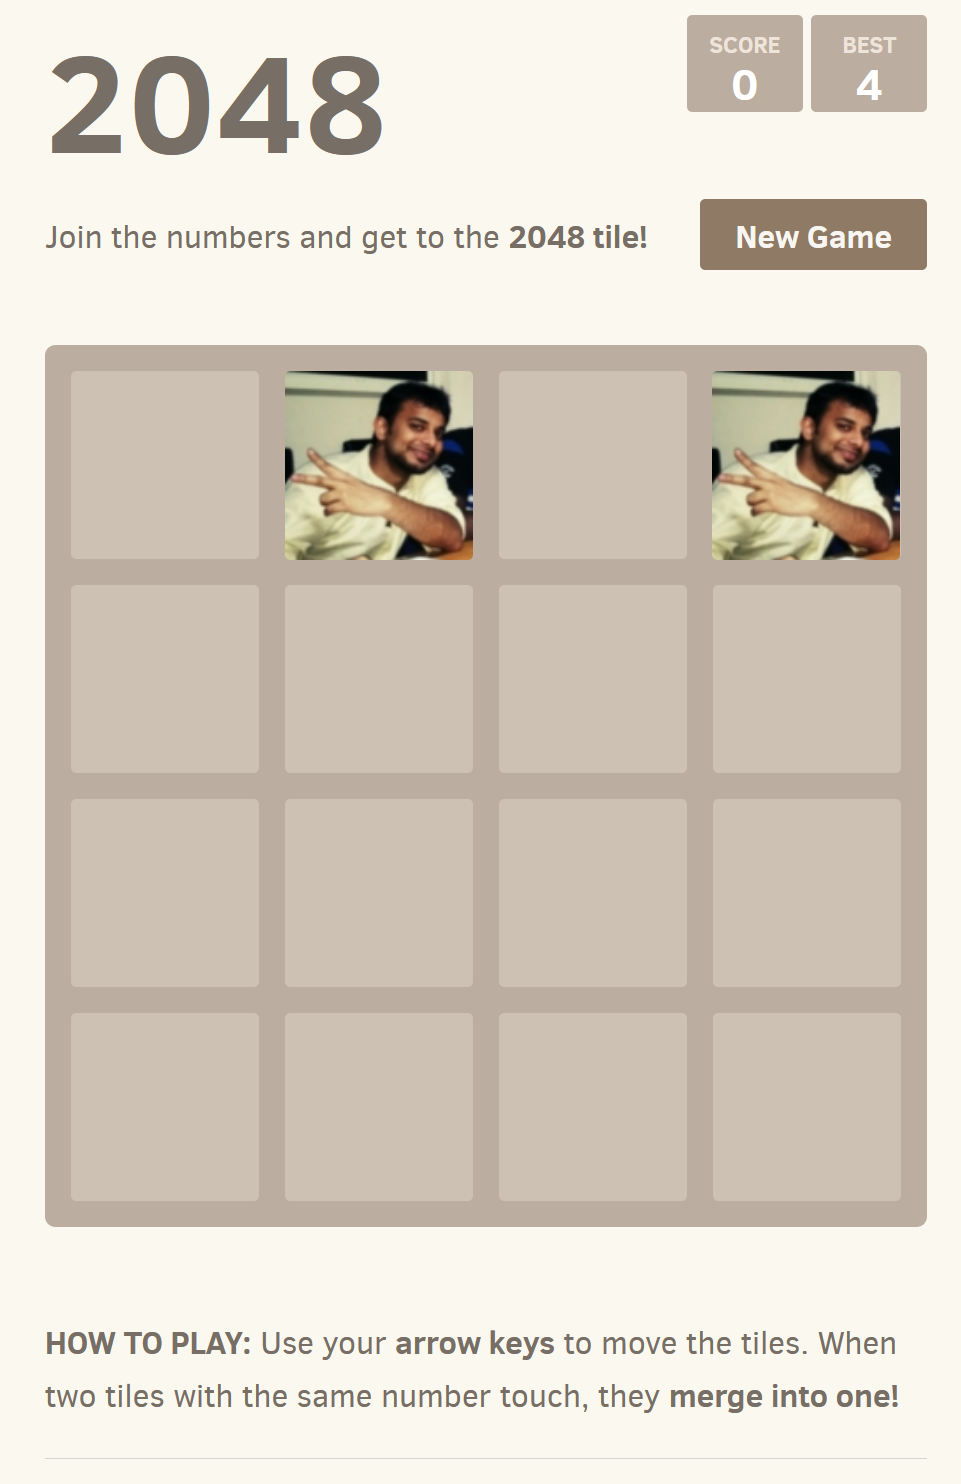 2048
SCORE
0
BEST
4
Join the numbers and get to the 2048 tile!
New Game
HOW TO PLAY: Use your arrow keys to move the tiles. When
two tiles with the same number touch, they merge into one!